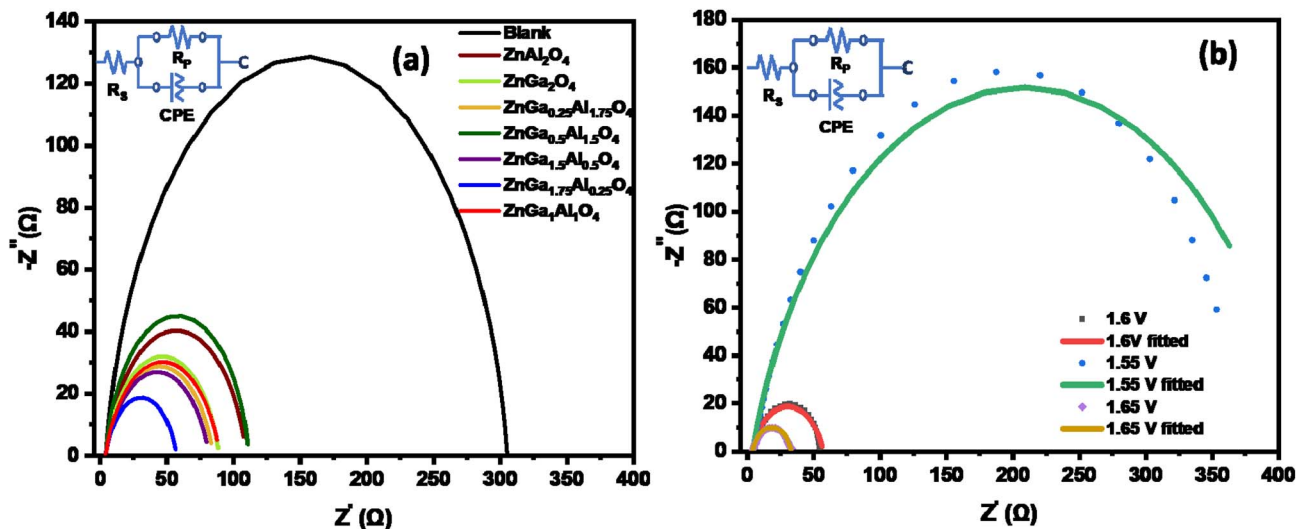 (a)
R_s
R_P
CPE
C
Blank
ZnAl₂O₄
ZnGa₂O₄
ZnGa₀.₂₅Al₁.₇₅O₄
ZnGa₀.₅Al₁.₅O₄
ZnGa₁.₅Al₀.₅O₄
ZnGa₁.₇₅Al₀.₂₅O₄
ZnGa₁Al₁O₄
-Z'' (Ω)
140
120
100
80
60
40
20
0
0 50 100 150 200 250 300 350 400
Z' (Ω)
(b)
R_s
R_P
CPE
C
-Z'' (Ω)
180
160
140
120
100
80
60
40
20
0
1.6 V
1.6V fitted
1.55 V
1.55 V fitted
1.65 V
1.65 V fitted
0 50 100 150 200 250 300 350 400
Z' (Ω)